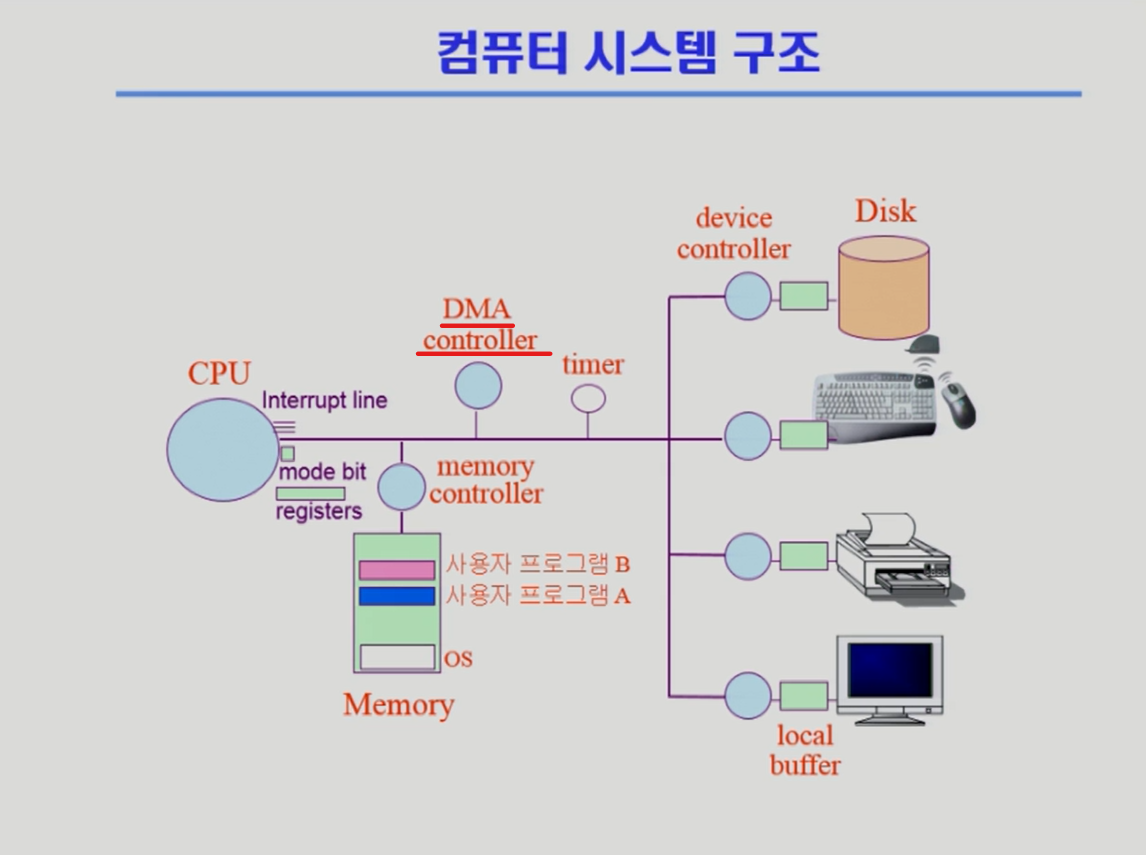 컴퓨터 시스템 구조
device
controller
Disk
DMA
controller
timer
CPU
Interrupt line
mode bit
registers
memory
controller
사용자 프로그램 B
사용자 프로그램 A
OS
Memory
local
buffer